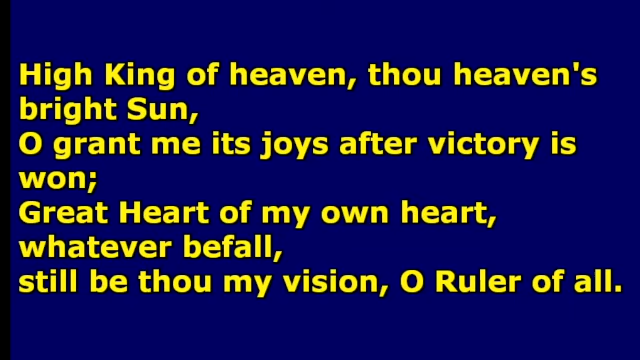 High King of heaven, thou heaven's
bright Sun,
O grant me its joys after victory is
won;
Great Heart of my own heart,
whatever befall,
still be thou my vision, O Ruler of all.